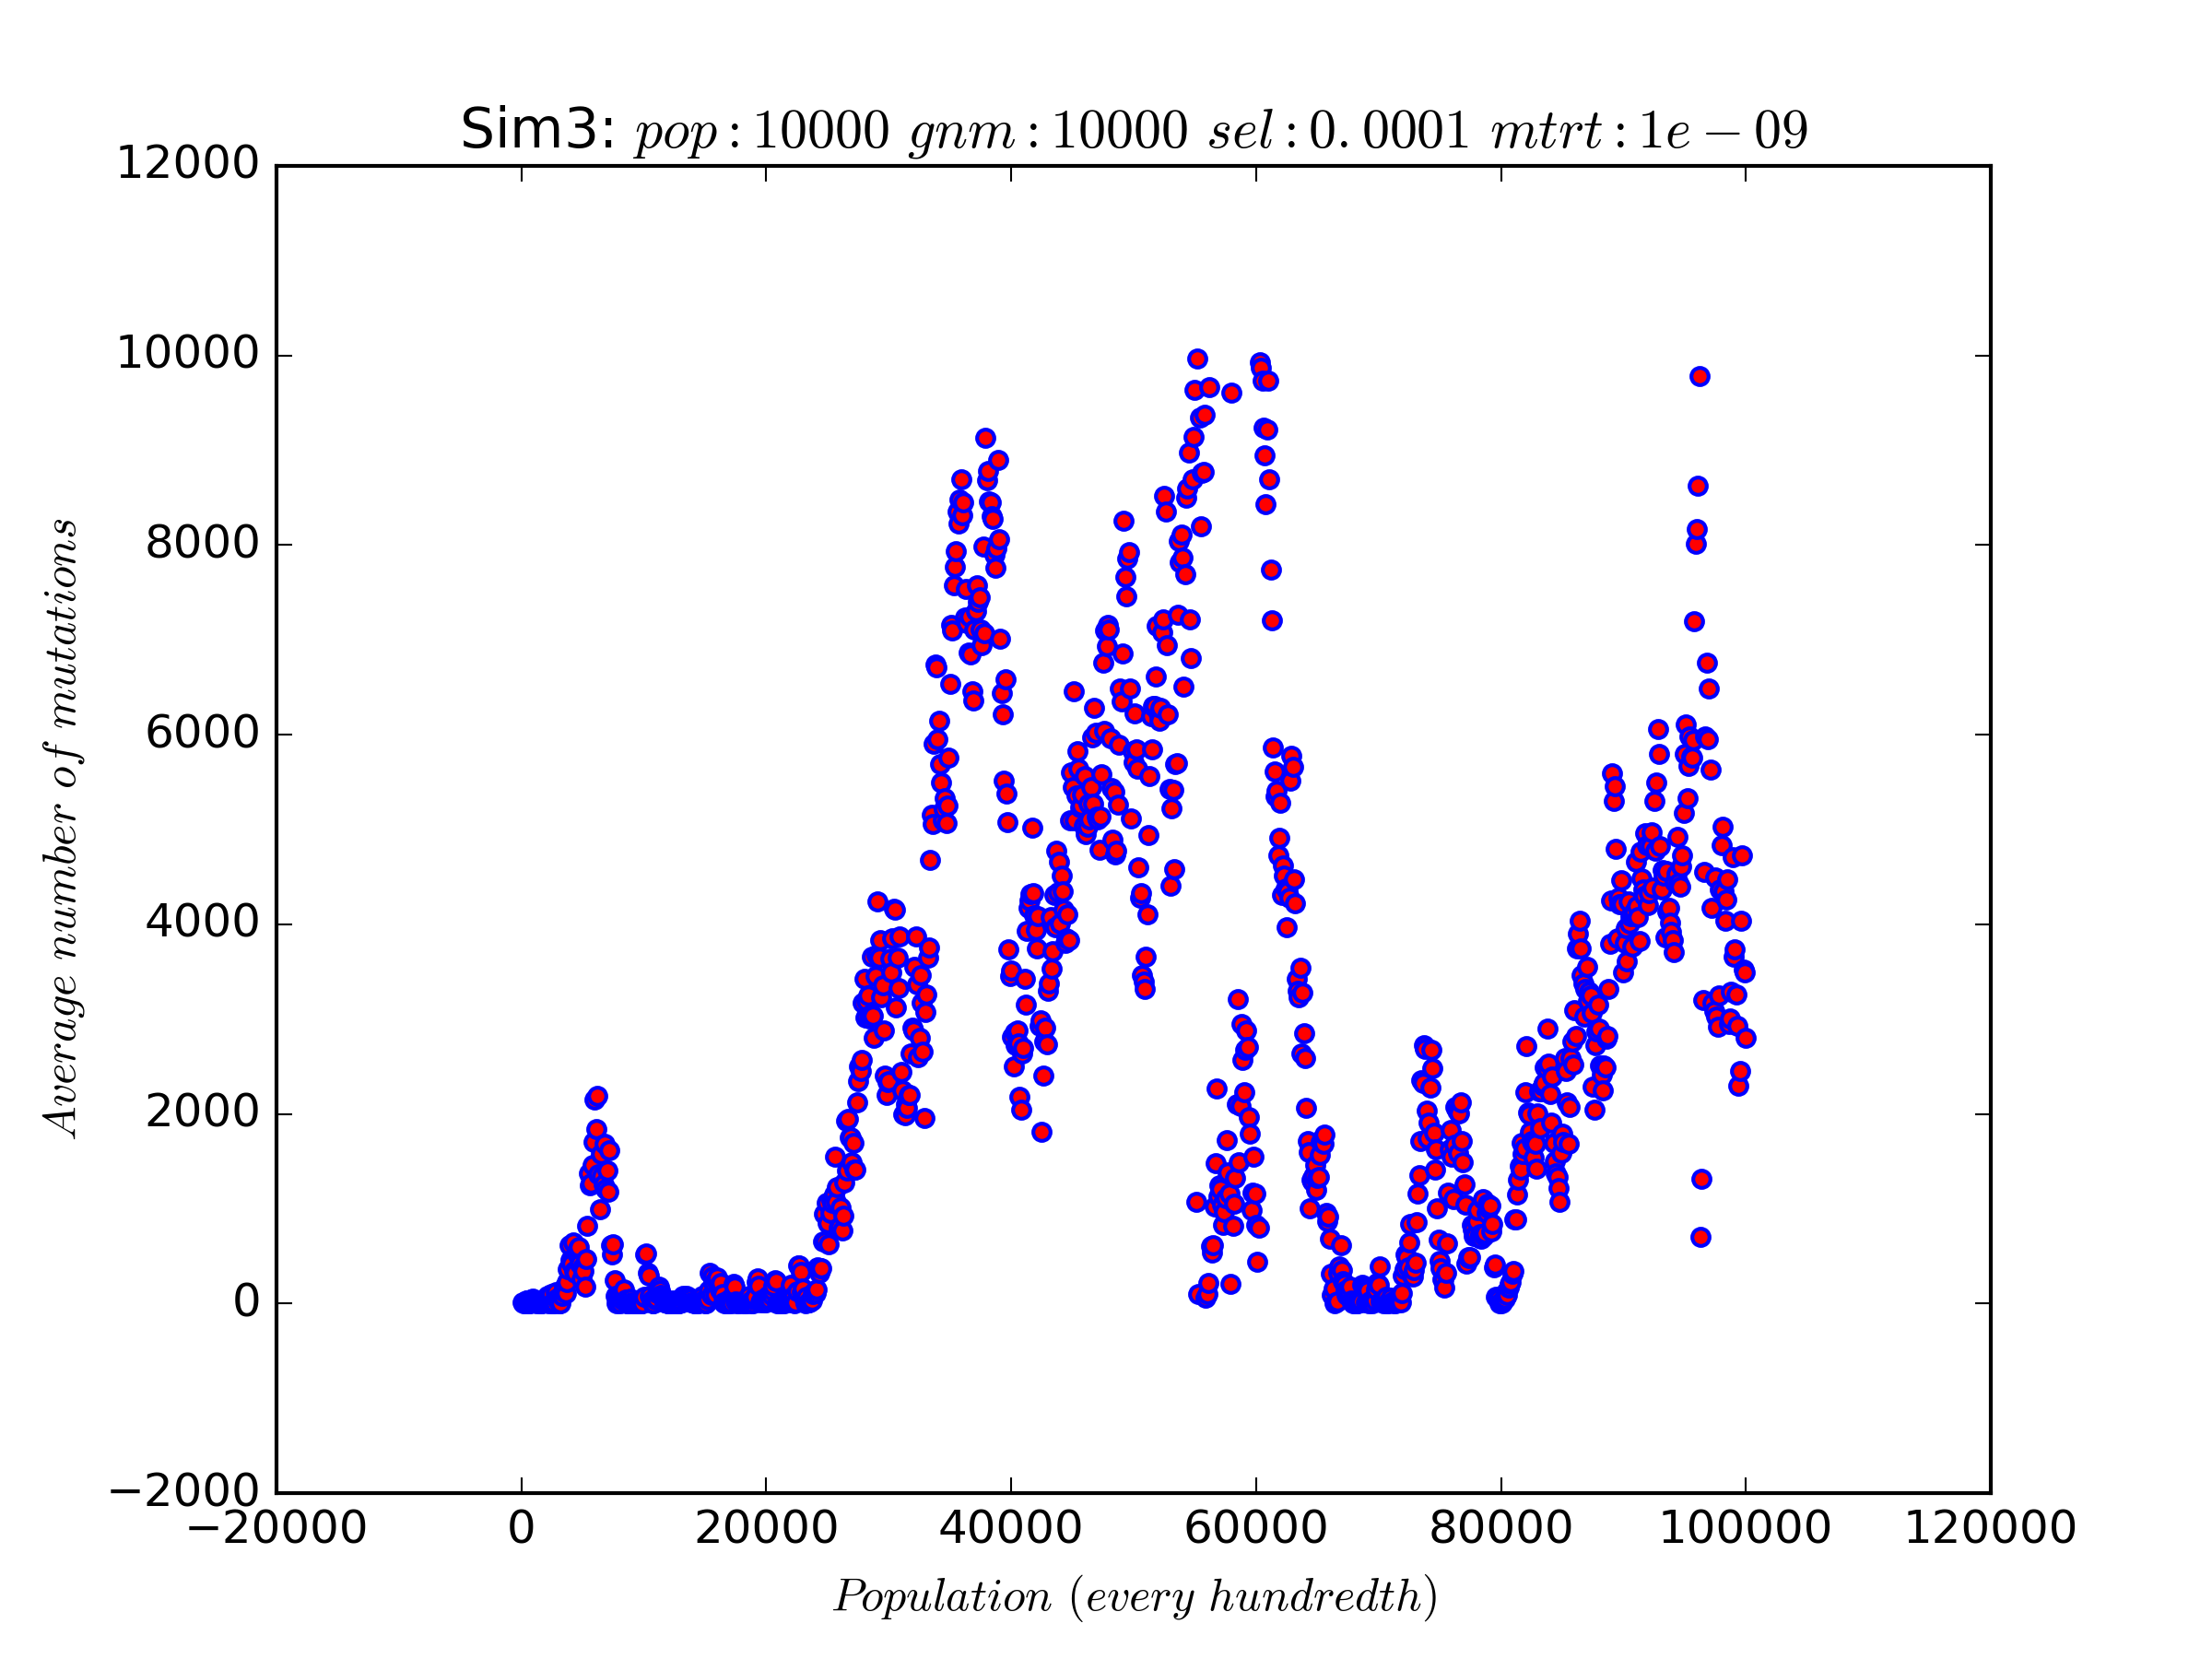 Sim3: pop : 10000 gnm : 10000 sel : 0.0001 mtrt : 1e − 09
12000
10000
8000
6000
4000
2000
0
−2000
Average number of mutations
−20000 0 20000 40000 60000 80000 100000 120000
Population (every hundredth)